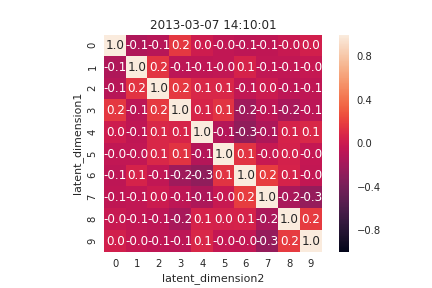 2013-03-07 14:10:01
latent_dimension1
0 1.0 -0.1 -0.1 0.2 0.0 -0.0 -0.1 -0.1 -0.0 0.0
1 -0.1 1.0 0.2 -0.1 -0.1 -0.0 0.1 -0.1 -0.1 -0.0
2 -0.1 0.2 1.0 0.2 0.1 0.1 -0.1 0.0 -0.1 -0.1
3 0.2 -0.1 0.2 1.0 0.1 0.1 -0.2 -0.1 -0.2 -0.1
4 0.0 -0.1 0.1 0.1 1.0 -0.1 -0.3 -0.1 0.1 0.1
5 -0.0 -0.0 0.1 0.1 -0.1 1.0 0.1 -0.0 0.0 -0.0
6 -0.1 0.1 -0.1 -0.2 -0.3 0.1 1.0 0.2 0.1 -0.0
7 -0.1 -0.1 0.0 -0.1 -0.1 -0.0 0.2 1.0 -0.2 -0.3
8 -0.0 -0.1 -0.1 -0.2 0.1 0.0 0.1 -0.2 1.0 0.2
9 0.0 -0.0 -0.1 -0.1 0.1 -0.0 -0.0 -0.3 0.2 1.0
0 1 2 3 4 5 6 7 8 9
latent_dimension2
0.8
0.4
0.0
-0.4
-0.8